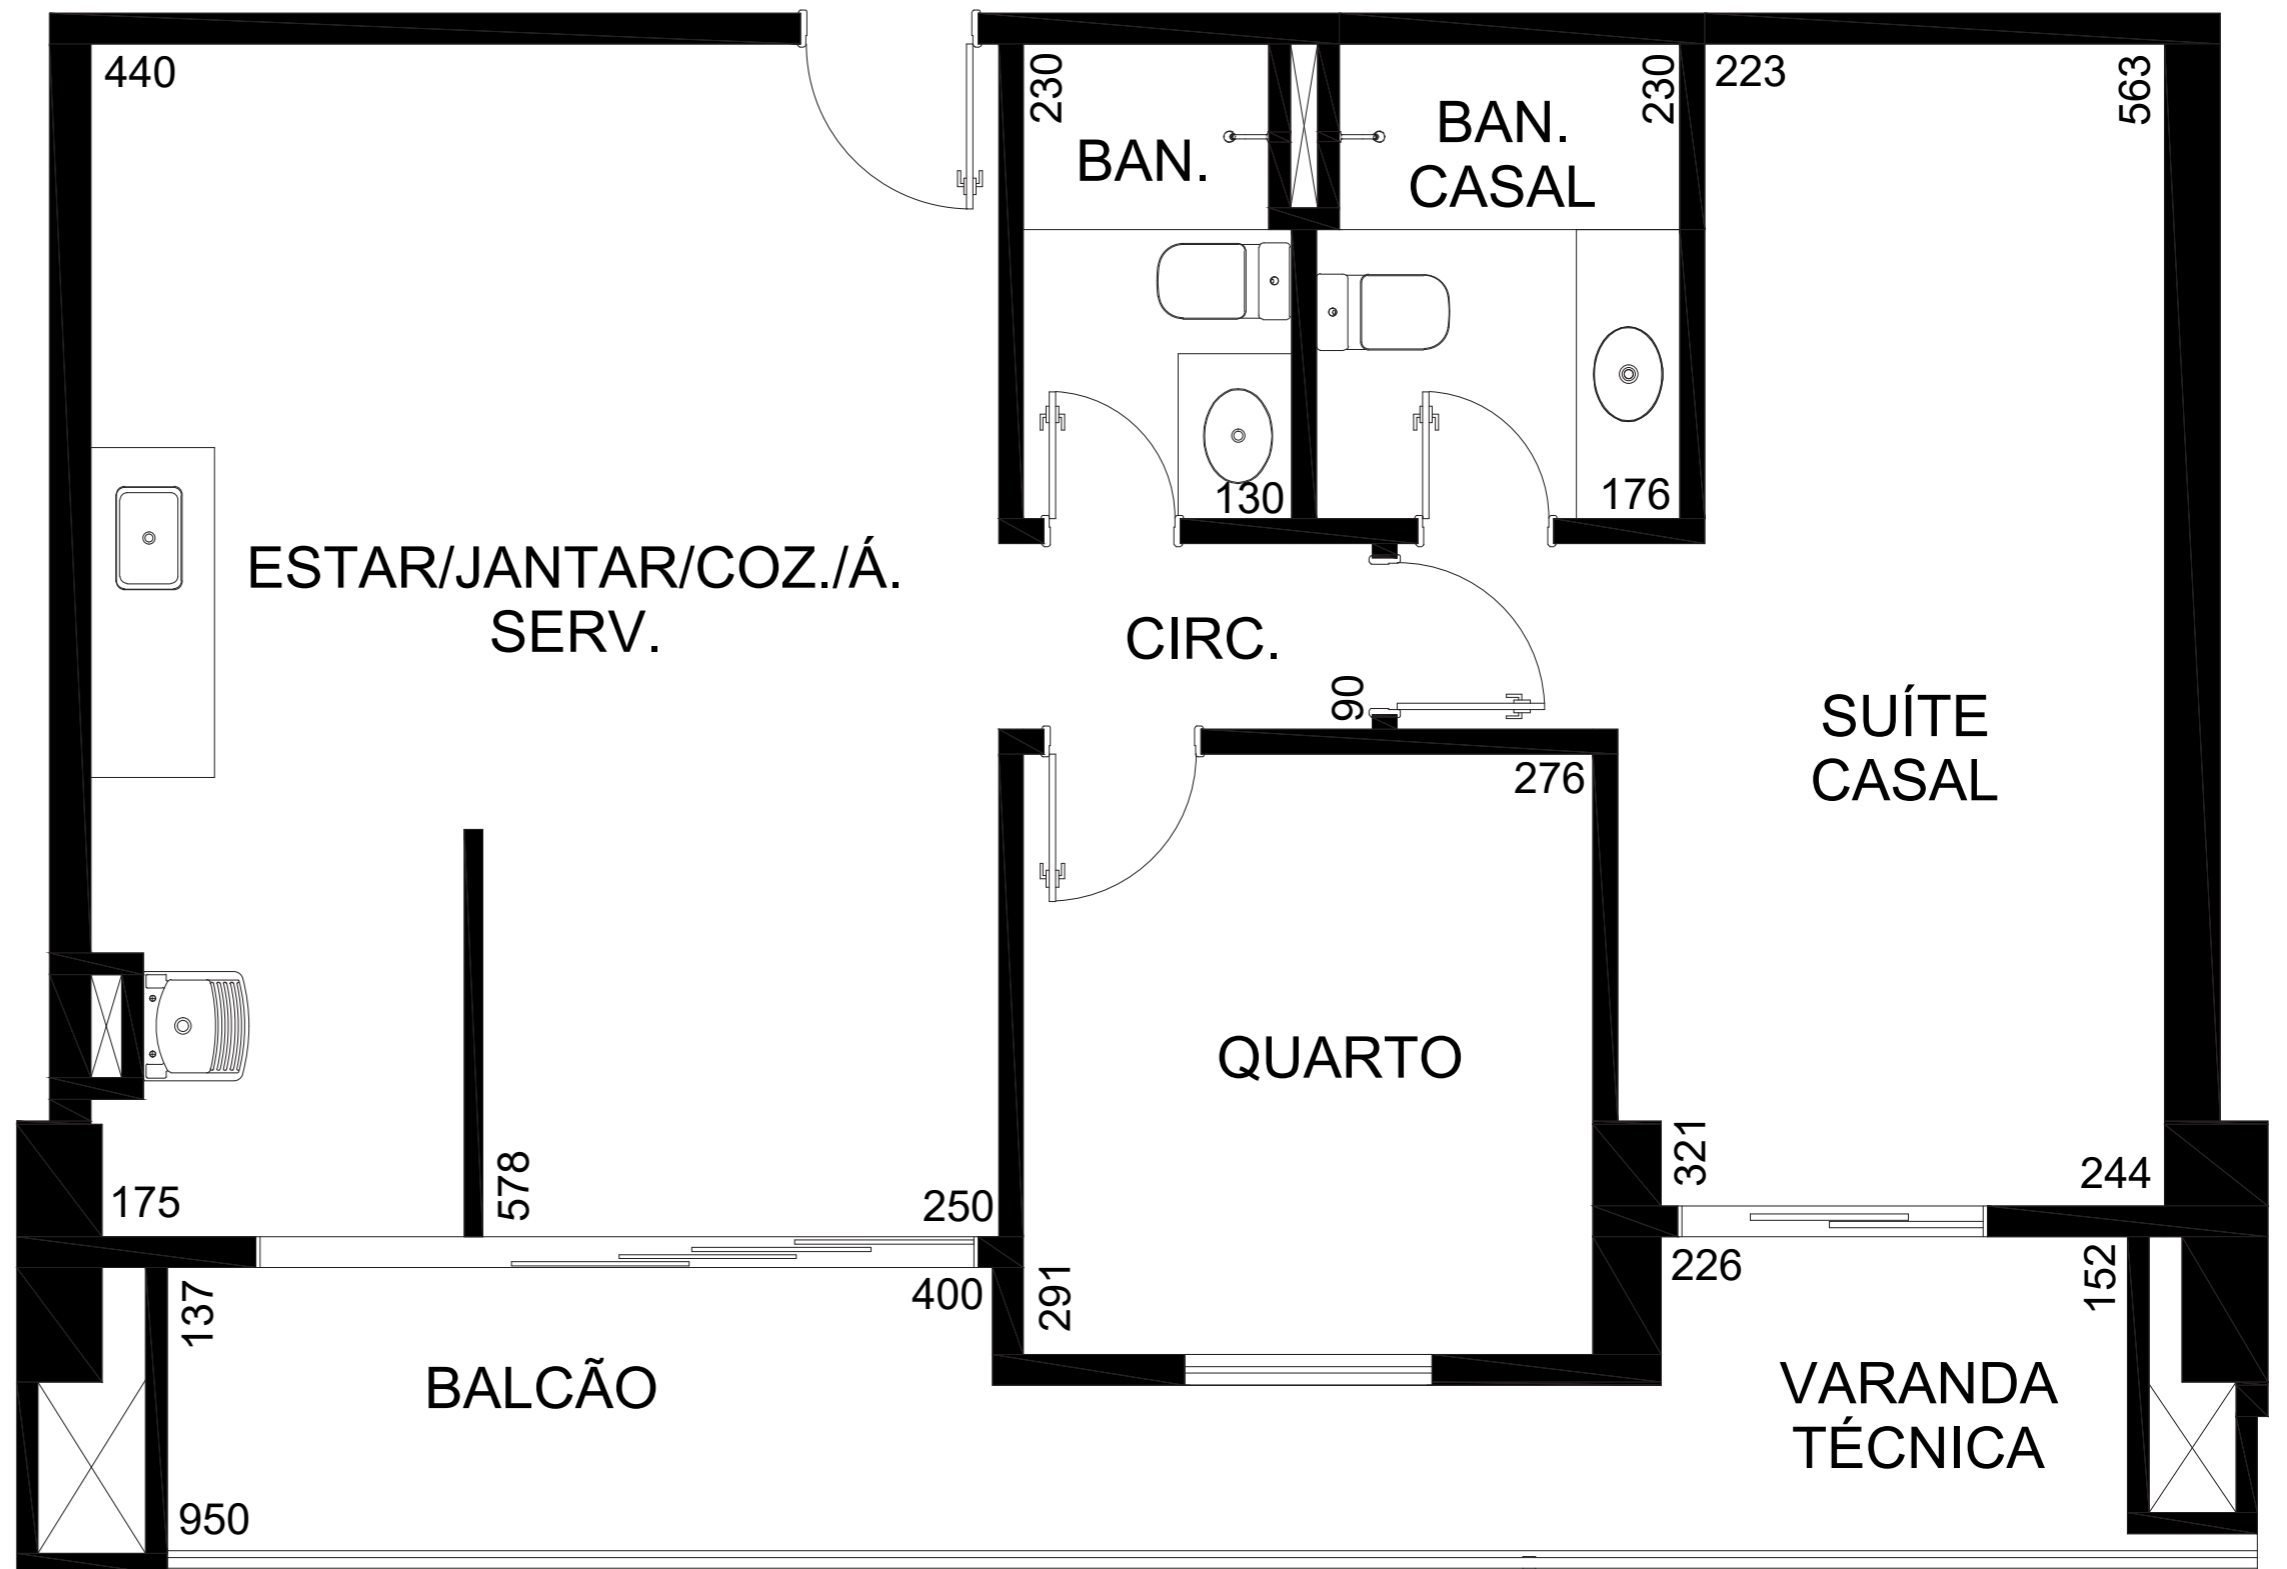 440
230
BAN.
BAN.
CASAL
230
223
563
130
176
ESTAR/JANTAR/COZ./Á.
SERV.
CIRC.
90
SUÍTE
CASAL
276
QUARTO
175
578
250
321
244
137
400
291
226
152
BALCÃO
VARANDA
TÉCNICA
950